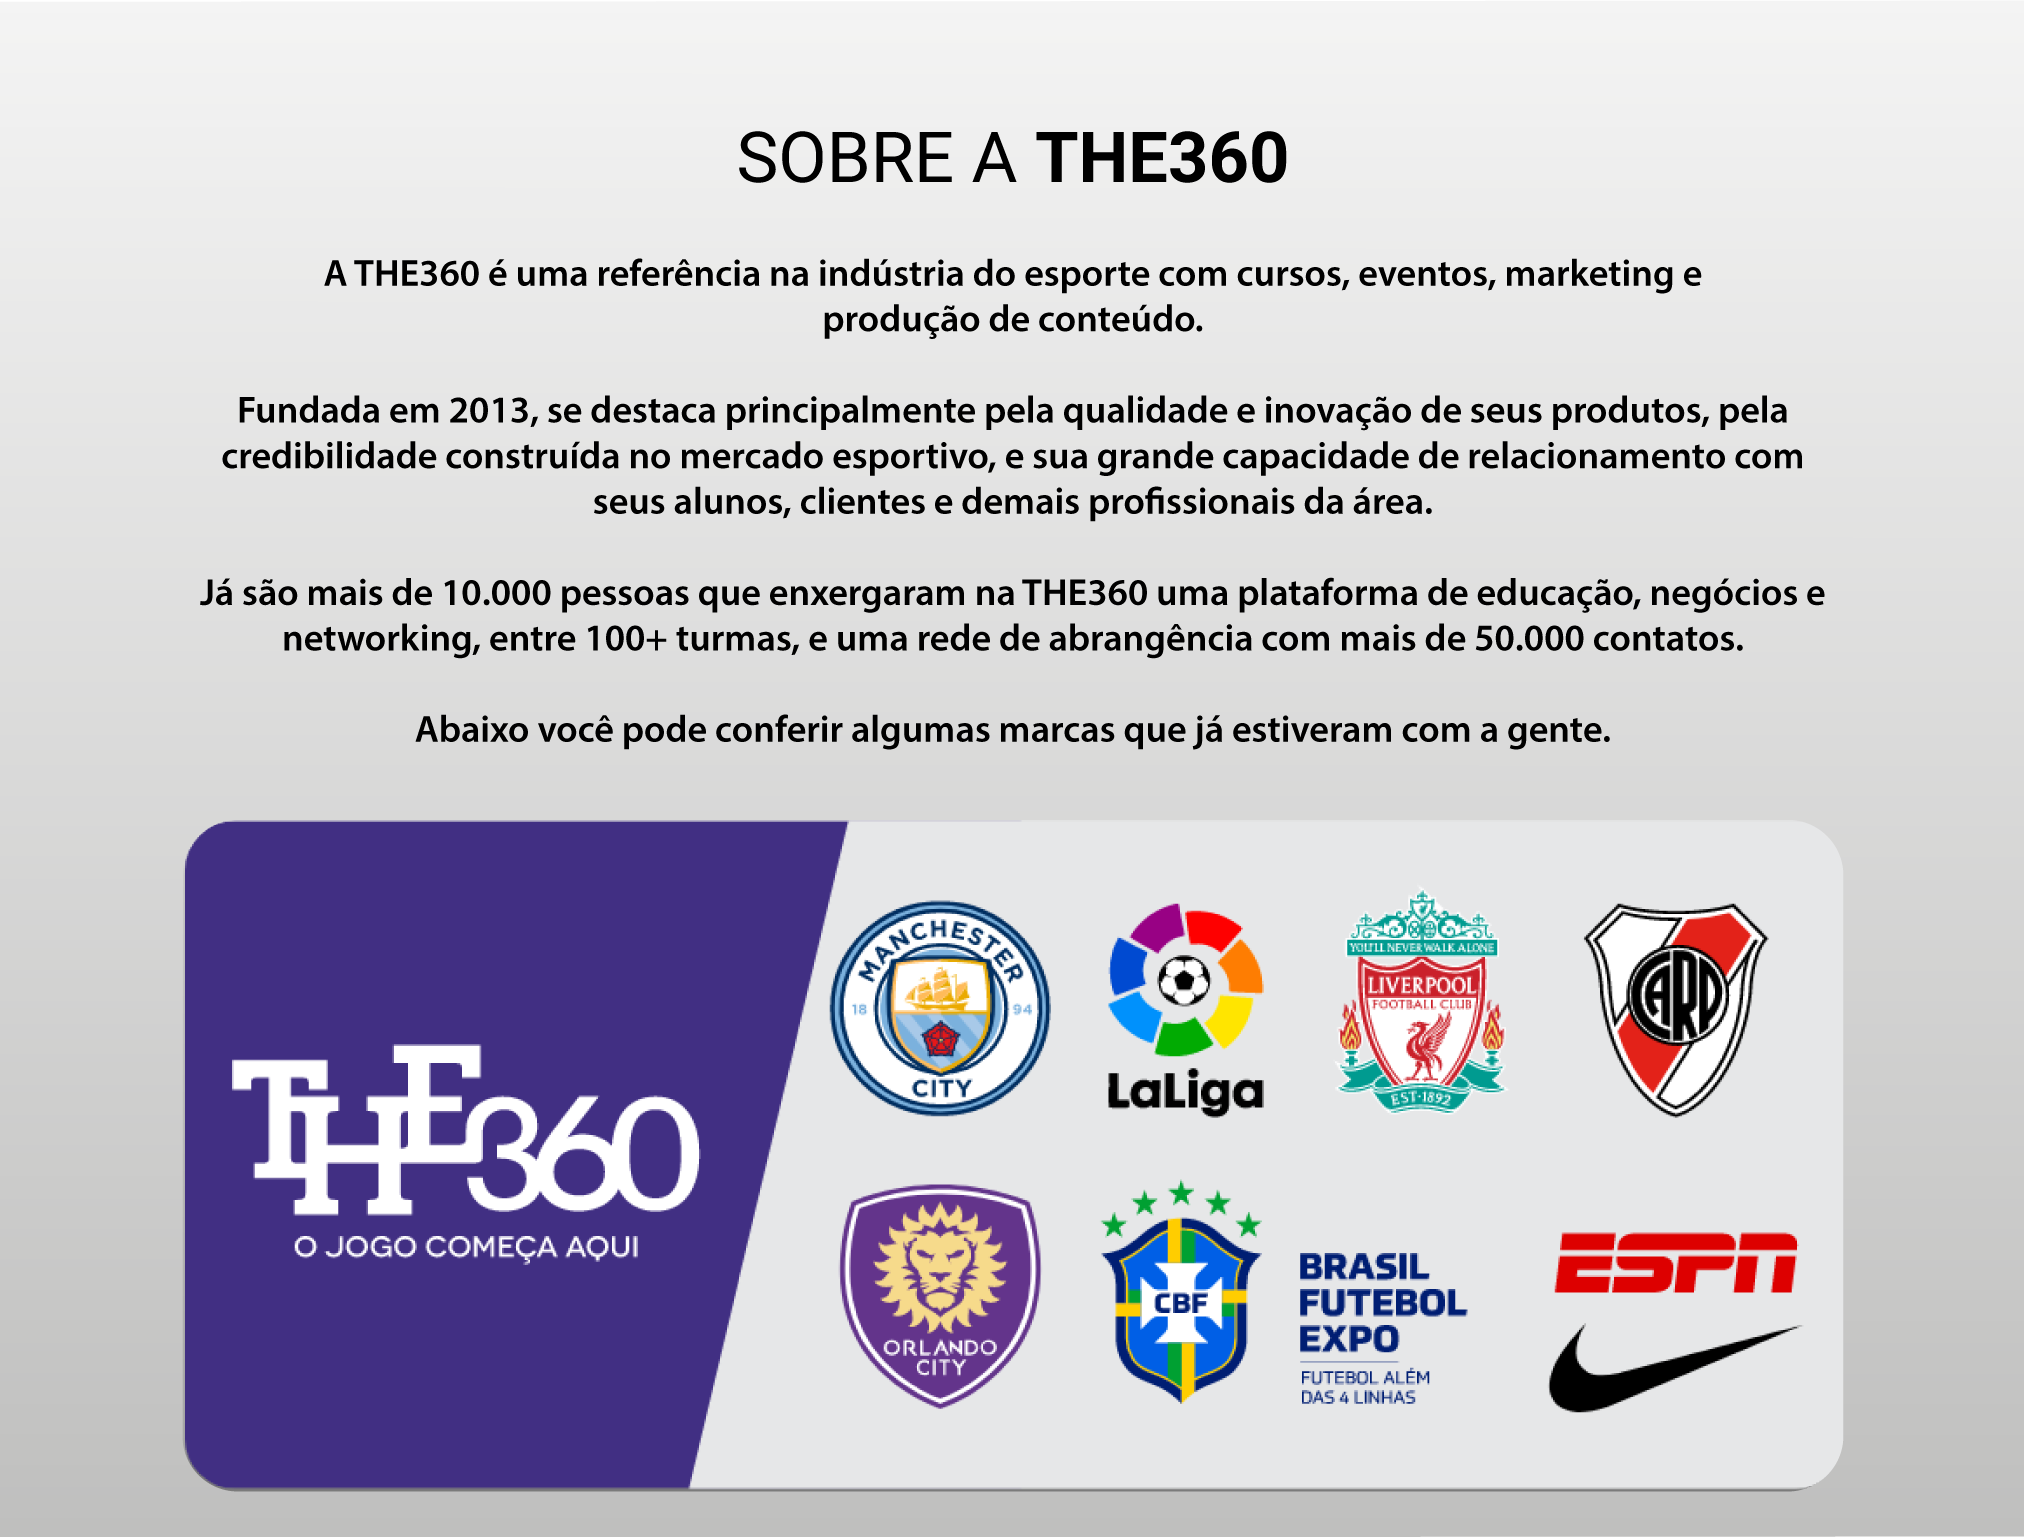 SOBRE A THE360
A THE360 é uma referência na indústria do esporte com cursos, eventos, marketing e
produção de conteúdo.
Fundada em 2013, se destaca principalmente pela qualidade e inovação de seus produtos, pela
credibilidade construída no mercado esportivo, e sua grande capacidade de relacionamento com
seus alunos, clientes e demais profissionais da área.
Já são mais de 10.000 pessoas que enxergaram na THE360 uma plataforma de educação, negócios e
networking, entre 100+ turmas, e uma rede de abrangência com mais de 50.000 contatos.
Abaixo você pode conferir algumas marcas que já estiveram com a gente.
THE360
O JOGO COMEÇA AQUI
MANCHESTER
18 94
CITY
LaLiga
YOU'LL NEVER WALK ALONE
LIVERPOOL
FOOTBALL CLUB
EST·1892
CARP
ORLANDO
CITY
CBF
BRASIL
FUTEBOL
EXPO
FUTEBOL ALÉM
DAS 4 LINHAS
ESPN